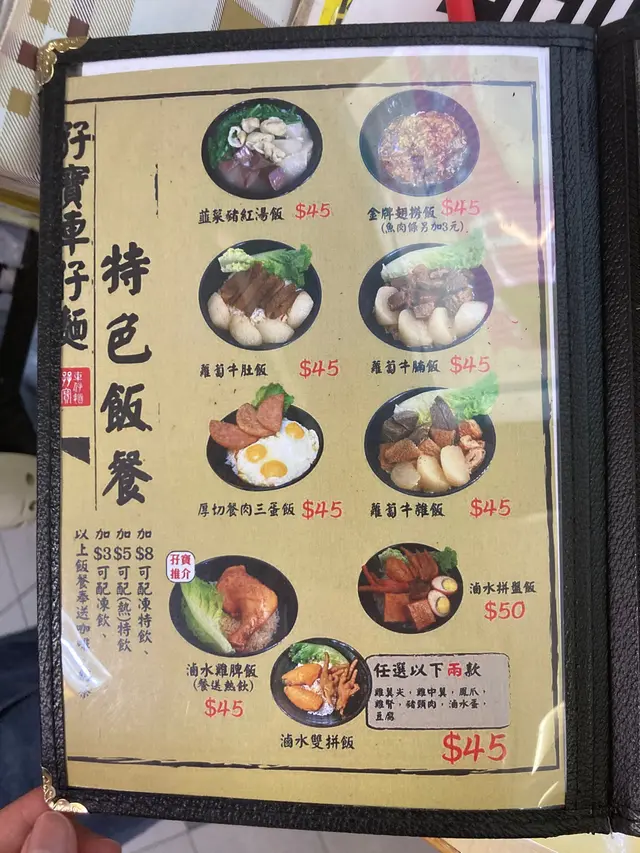 孖寶車仔麵
特色飯餐
韮菜豬紅湯飯 $45
金牌翅撈飯 $45
(魚肉條另加3元)
蘿蔔牛肚飯 $45
蘿蔔牛腩飯 $45
厚切餐肉三蛋飯 $45
蘿蔔牛雜飯 $45
孖寶
推介
滷水雞脾飯
(餐送熱飲)
$45
滷水拼盤飯
$50
滷水雙拼飯
任選以下兩款
雞翼尖,雞中翼,鳳爪,
雞腎,豬頸肉,滷水蛋,
豆腐
$45
加$8可配凍特飲、
加$5可配熱)特飲
加$3可配凍飲、
以上飯餐奉送咖啡